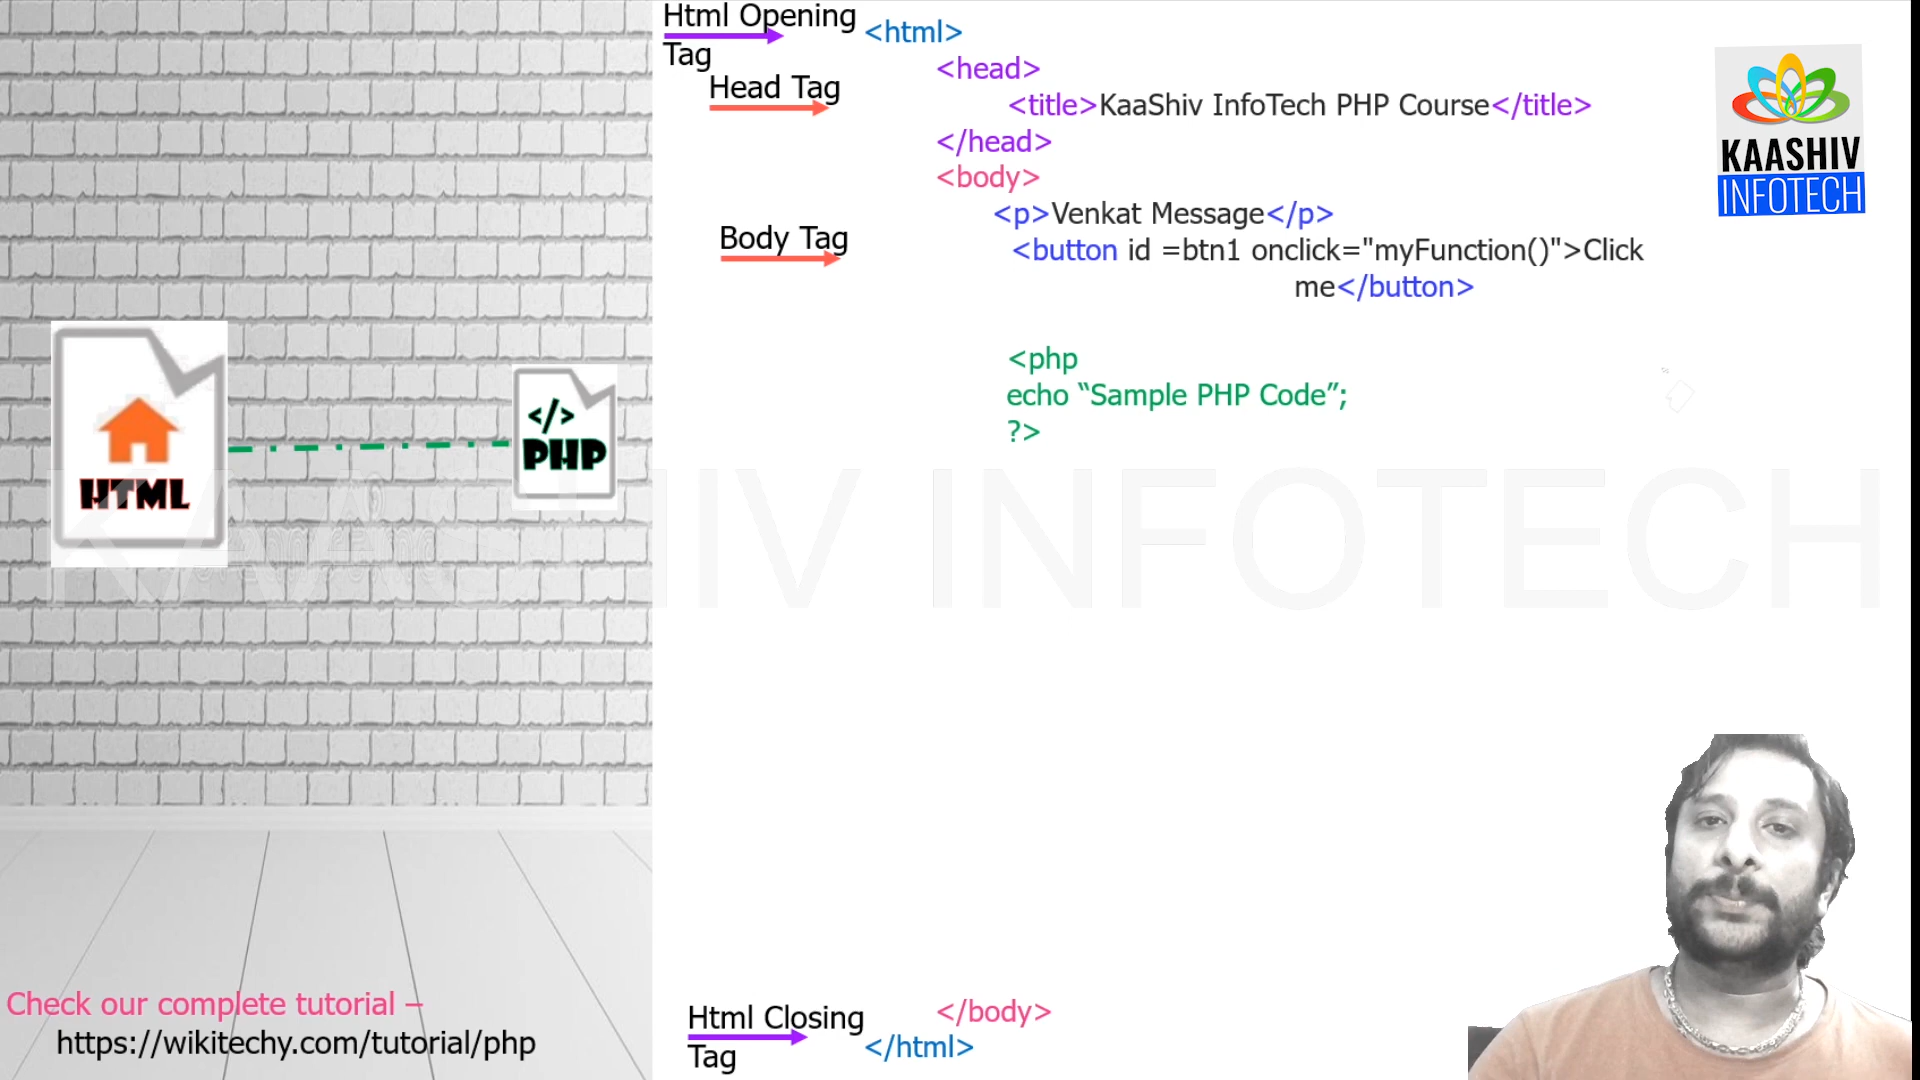 Html Opening
Tag
<html>
Head Tag
<head>
<title>KaaShiv InfoTech PHP Course</title>
</head>
<body>
<p>Venkat Message</p>
Body Tag
<button id =btn1 onclick="myFunction()">Click
me</button>
<php
echo “Sample PHP Code”;
?>
</body>
Html Closing
Tag
</html>
KAASHIV
INFOTECH
HTML
</>
PHP
KAASHIV INFOTECH
Check our complete tutorial –
https://wikitechy.com/tutorial/php